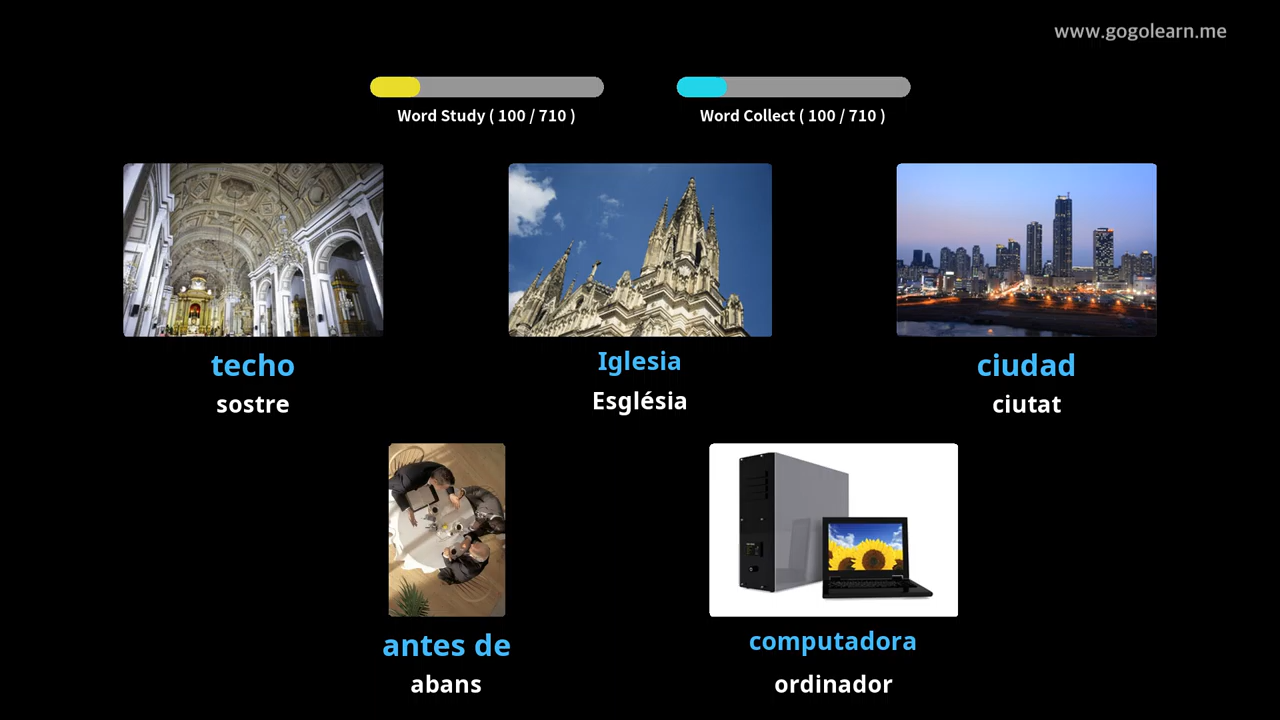 www.gogolearn.me
Word Study ( 100 / 710 )
Word Collect ( 100 / 710 )
techo
sostre
Iglesia
Església
ciudad
ciutat
antes de
abans
computadora
ordinador